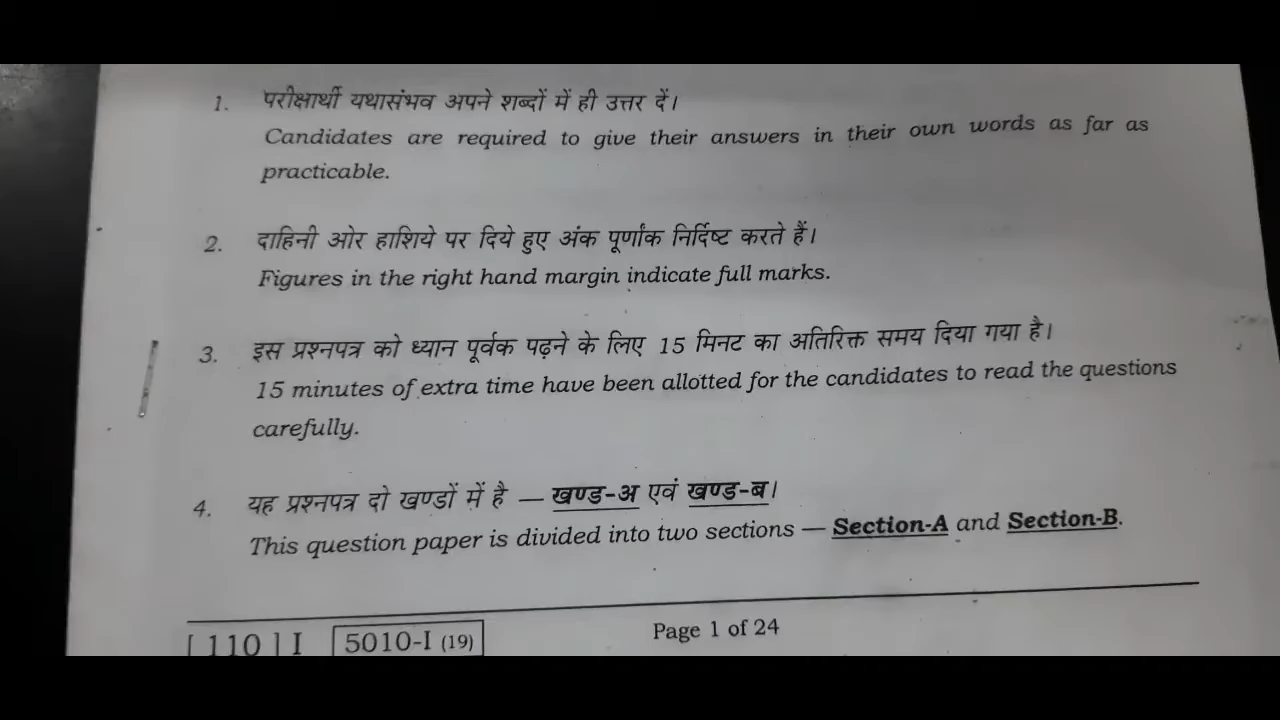 1. परीक्षार्थी यथासंभव अपने शब्दों में ही उत्तर दें।
Candidates are required to give their answers in their own words as far as
practicable.
2. दाहिनी ओर हाशिये पर दिये हुए अंक पूर्णांक निर्दिष्ट करते हैं।
Figures in the right hand margin indicate full marks.
3. इस प्रश्नपत्र को ध्यान पूर्वक पढ़ने के लिए 15 मिनट का अतिरिक्त समय दिया गया है।
15 minutes of extra time have been allotted for the candidates to read the questions
carefully.
4. यह प्रश्नपत्र दो खण्डों में है — खण्ड-अ एवं खण्ड-ब।
This question paper is divided into two sections — Section-A and Section-B.
[ 110 ] I 5010-I (19) Page 1 of 24